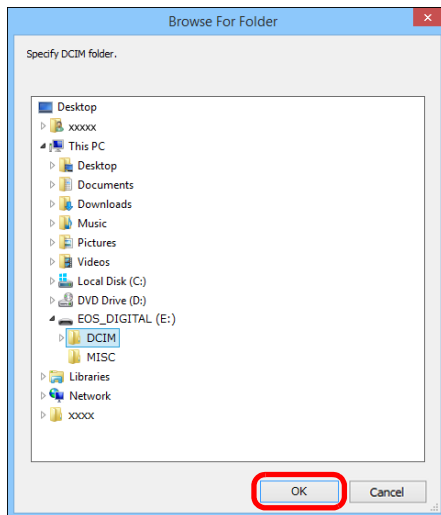 Browse For Folder
Specify DCIM folder.
Desktop
xxxxx
This PC
Desktop
Documents
Downloads
Music
Pictures
Videos
Local Disk (C:)
DVD Drive (D:)
EOS_DIGITAL (E:)
DCIM
MISC
Libraries
Network
xxxx
OK Cancel